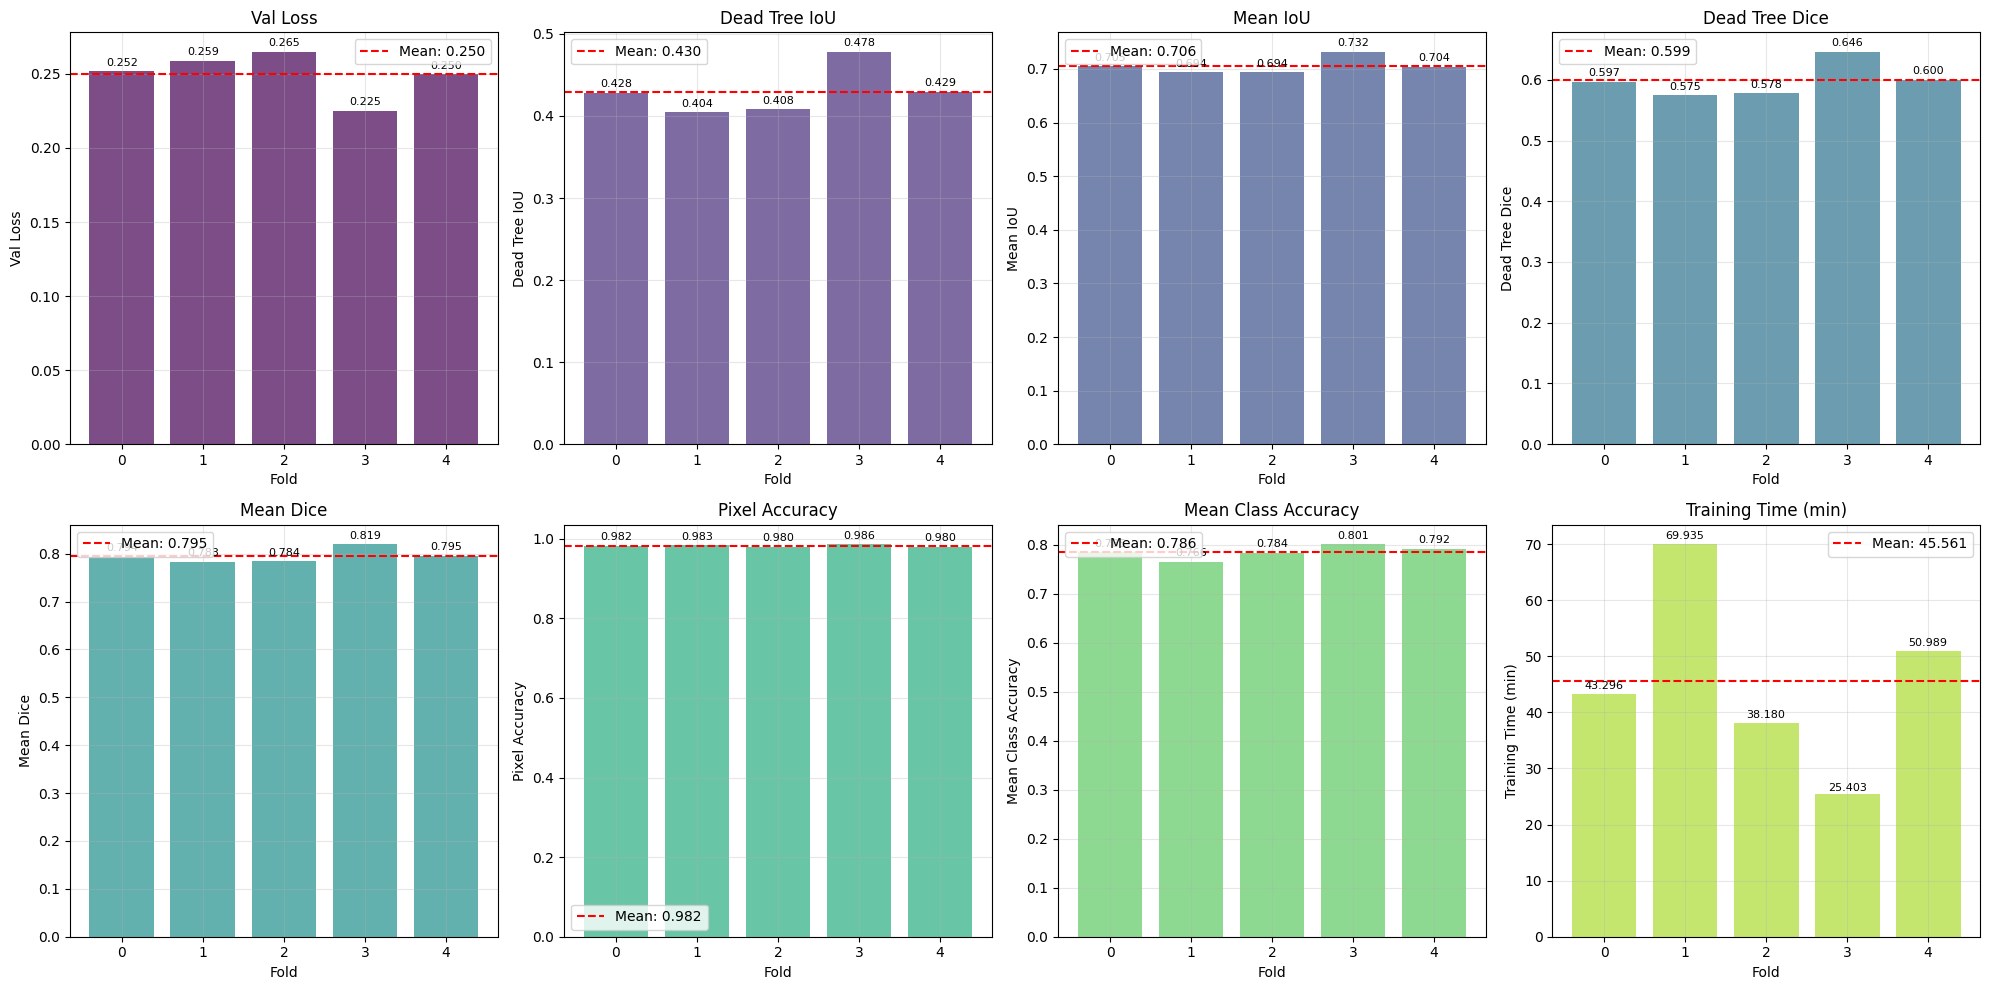 Val Loss
Mean: 0.250
0.252
0.259
0.265
0.225
0.250
0.25
0.20
0.15
0.10
0.05
0.00
Val Loss
0 1 2 3 4
Fold
Dead Tree IoU
Mean: 0.430
0.428
0.404
0.408
0.478
0.429
0.5
0.4
0.3
0.2
0.1
0.0
Dead Tree IoU
0 1 2 3 4
Fold
Mean IoU
Mean: 0.706
0.705
0.694
0.694
0.732
0.704
0.7
0.6
0.5
0.4
0.3
0.2
0.1
0.0
Mean IoU
0 1 2 3 4
Fold
Dead Tree Dice
Mean: 0.599
0.597
0.575
0.578
0.646
0.600
0.6
0.5
0.4
0.3
0.2
0.1
0.0
Dead Tree Dice
0 1 2 3 4
Fold
Mean Dice
Mean: 0.795
0.783
0.784
0.819
0.795
0.8
0.7
0.6
0.5
0.4
0.3
0.2
0.1
0.0
Mean Dice
0 1 2 3 4
Fold
Pixel Accuracy
0.982
0.983
0.980
0.986
0.980
Mean: 0.982
1.0
0.8
0.6
0.4
0.2
0.0
Pixel Accuracy
0 1 2 3 4
Fold
Mean Class Accuracy
Mean: 0.786
0.784
0.801
0.792
0.8
0.7
0.6
0.5
0.4
0.3
0.2
0.1
0.0
Mean Class Accuracy
0 1 2 3 4
Fold
Training Time (min)
Mean: 45.561
43.296
69.935
38.180
25.403
50.989
70
60
50
40
30
20
10
0
Training Time (min)
0 1 2 3 4
Fold